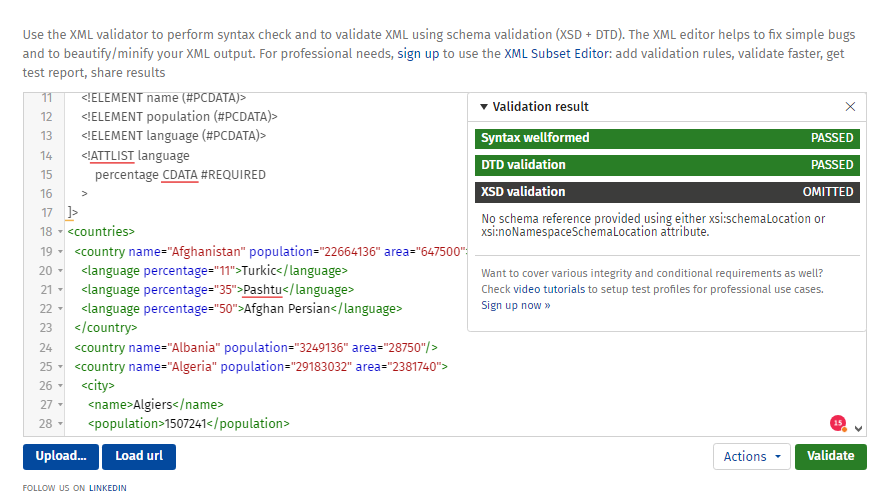 Use the XML validator to perform syntax check and to validate XML using schema validation (XSD + DTD). The XML editor helps to fix simple bugs
and to beautify/minify your XML output. For professional needs, sign up to use the XML Subset Editor: add validation rules, validate faster, get
test report, share results
11 <!ELEMENT name (#PCDATA)>
12 <!ELEMENT population (#PCDATA)>
13 <!ELEMENT language (#PCDATA)>
14 <!ATTLIST language
15 percentage CDATA #REQUIRED
16 >
17 ]>
18 <countries>
19 <country name="Afghanistan" population="22664136" area="647500"
20 <language percentage="11">Turkic</language>
21 <language percentage="35">Pashtu</language>
22 <language percentage="50">Afghan Persian</language>
23 </country>
24 <country name="Albania" population="3249136" area="28750"/>
25 <country name="Algeria" population="29183032" area="2381740">
26 <city>
27 <name>Algiers</name>
28 <population>1507241</population>
Validation result
Syntax wellformed PASSED
DTD validation PASSED
XSD validation OMITTED
No schema reference provided using either xsi:schemaLocation or
xsi:noNamespaceSchemaLocation attribute.
Want to cover various integrity and conditional requirements as well?
Check video tutorials to setup test profiles for professional use cases.
Sign up now »
15
Upload... Load url Actions Validate
FOLLOW US ON LINKEDIN